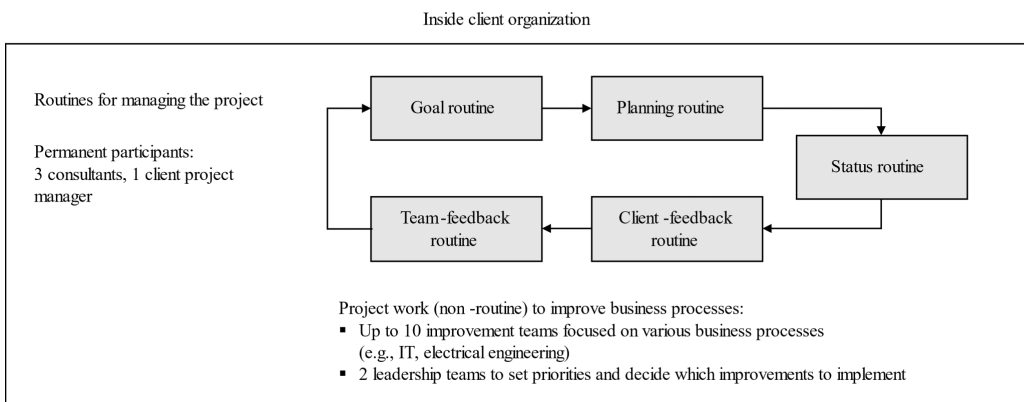 Inside client organization
Routines for managing the project
Permanent participants:
3 consultants, 1 client project
manager
Goal routine
Planning routine
Status routine
Team-feedback
routine
Client -feedback
routine
Project work (non -routine) to improve business processes:
▪ Up to 10 improvement teams focused on various business processes
(e.g., IT, electrical engineering)
▪ 2 leadership teams to set priorities and decide which improvements to implement